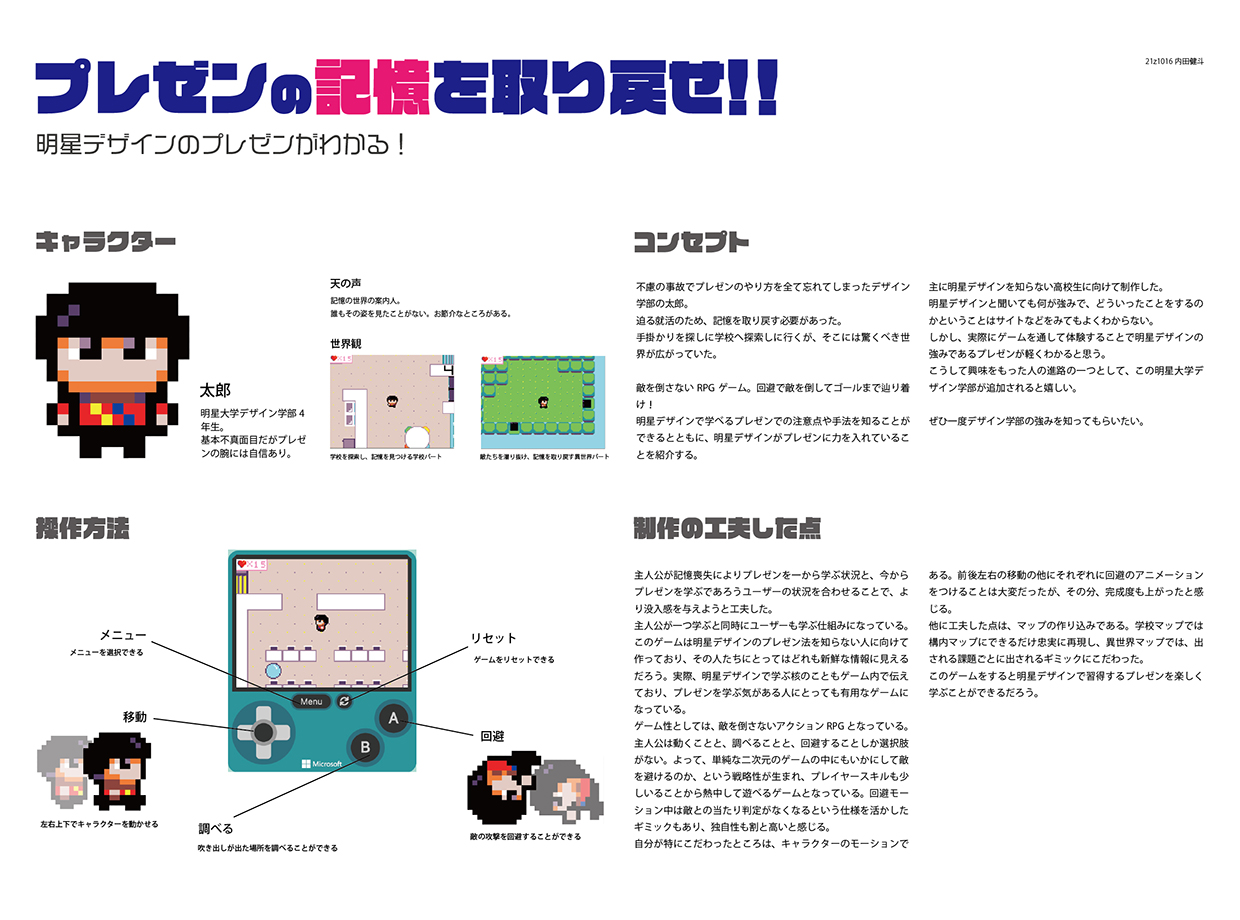 プレゼンの記憶を取り戻せ!!
21z1016 内田健斗
明星デザインのプレゼンがわかる！
キャラクター
太郎
明星大学デザイン学部 4
年生。
基本不真面目だがプレゼ
ンの腕には自信あり。
天の声
記憶の世界の案内人。
誰もその姿を見たことがない。お節介なところがある。
世界観
×15
×15
学校を探索し、記憶を見つける学校パート
敵たちを潜り抜け、記憶を取り戻す異世界パート
コンセプト
不慮の事故でプレゼンのやり方を全て忘れてしまったデザイン
学部の太郎。
迫る就活のため、記憶を取り戻す必要があった。
手掛かりを探しに学校へ探索しに行くが、そこには驚くべき世
界が広がっていた。
敵を倒さない RPG ゲーム。回避で敵を倒してゴールまで辿り着
け！
明星デザインで学べるプレゼンでの注意点や手法を知ることが
できるとともに、明星デザインがプレゼンに力を入れているこ
とを紹介する。
主に明星デザインを知らない高校生に向けて制作した。
明星デザインと聞いても何が強みで、どういったことをするの
かということはサイトなどをみてもよくわからない。
しかし、実際にゲームを通して体験することで明星デザインの
強みであるプレゼンが軽くわかると思う。
こうして興味をもった人の進路の一つとして、この明星大学デ
ザイン学部が追加されると嬉しい。
ぜひ一度デザイン学部の強みを知ってもらいたい。
操作方法
×15
メニュー
メニューを選択できる
リセット
ゲームをリセットできる
Menu
移動
A
B
Microsoft
回避
左右上下でキャラクターを動かせる
調べる
吹き出しが出た場所を調べることができる
敵の攻撃を回避することができる
制作の工夫した点
主人公が記憶喪失によりプレゼンを一から学ぶ状況と、今から
プレゼンを学ぶであろうユーザーの状況を合わせることで、よ
り没入感を与えようと工夫した。
主人公が一つ学ぶと同時にユーザーも学ぶ仕組みになっている。
このゲームは明星デザインのプレゼン法を知らない人に向けて
作っており、その人たちにとってはどれも新鮮な情報に見える
だろう。実際、明星デザインで学ぶ核のこともゲーム内で伝え
ており、プレゼンを学ぶ気がある人にとっても有用なゲームに
なっている。
ゲーム性としては、敵を倒さないアクション RPG となっている。
主人公は動くことと、調べることと、回避することしか選択肢
がない。よって、単純な二次元のゲームの中にもいかにして敵
を避けるのか、という戦略性が生まれ、プレイヤースキルも少
しいることから熱中して遊べるゲームとなっている。回避モー
ション中は敵との当たり判定がなくなるという仕様を活かした
ギミックもあり、独自性も割と高いと感じる。
自分が特にこだわったところは、キャラクターのモーションで
ある。前後左右の移動の他にそれぞれに回避のアニメーション
をつけることは大変だったが、その分、完成度も上がったと感
じる。
他に工夫した点は、マップの作り込みである。学校マップでは
構内マップにできるだけ忠実に再現し、異世界マップでは、出
される課題ごとに出されるギミックにこだわった。
このゲームをすると明星デザインで習得するプレゼンを楽しく
学ぶことができるだろう。